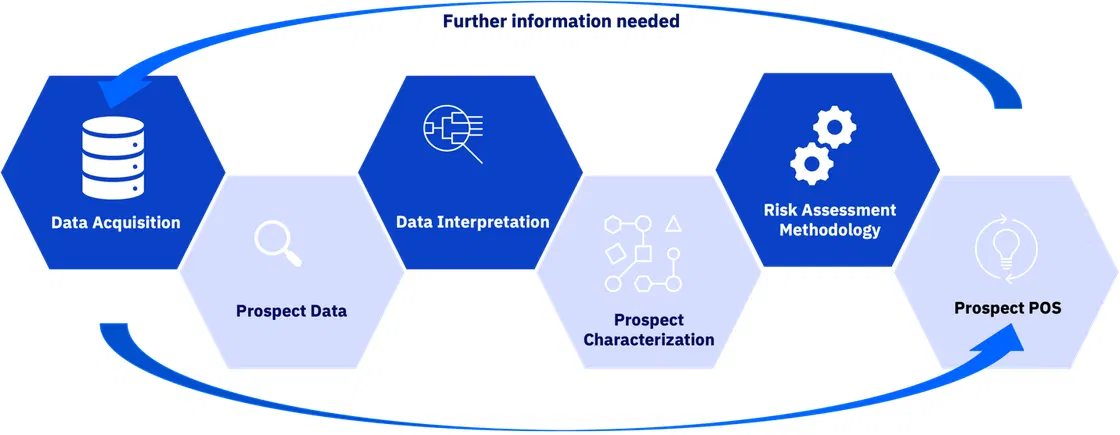 Further information needed
Data Acquisition
Prospect Data
Data Interpretation
Prospect
Characterization
Risk Assessment
Methodology
Prospect POS